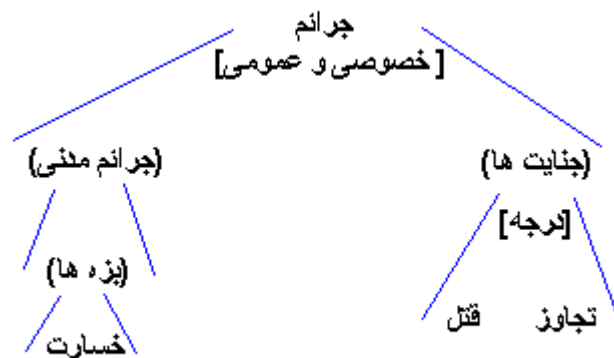 جرائم
[خصوصی و عمومی]
(جنایت ها)
(جرائم مدنی)
[درجه]
(بزه ها)
تجاوز
قتل
خسارت